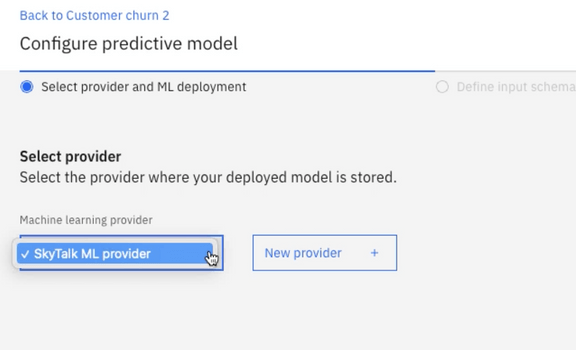 Back to Customer churn 2
Configure predictive model
Select provider and ML deployment
Define input schema
Select provider
Select the provider where your deployed model is stored.
Machine learning provider
✓ SkyTalk ML provider
New provider +